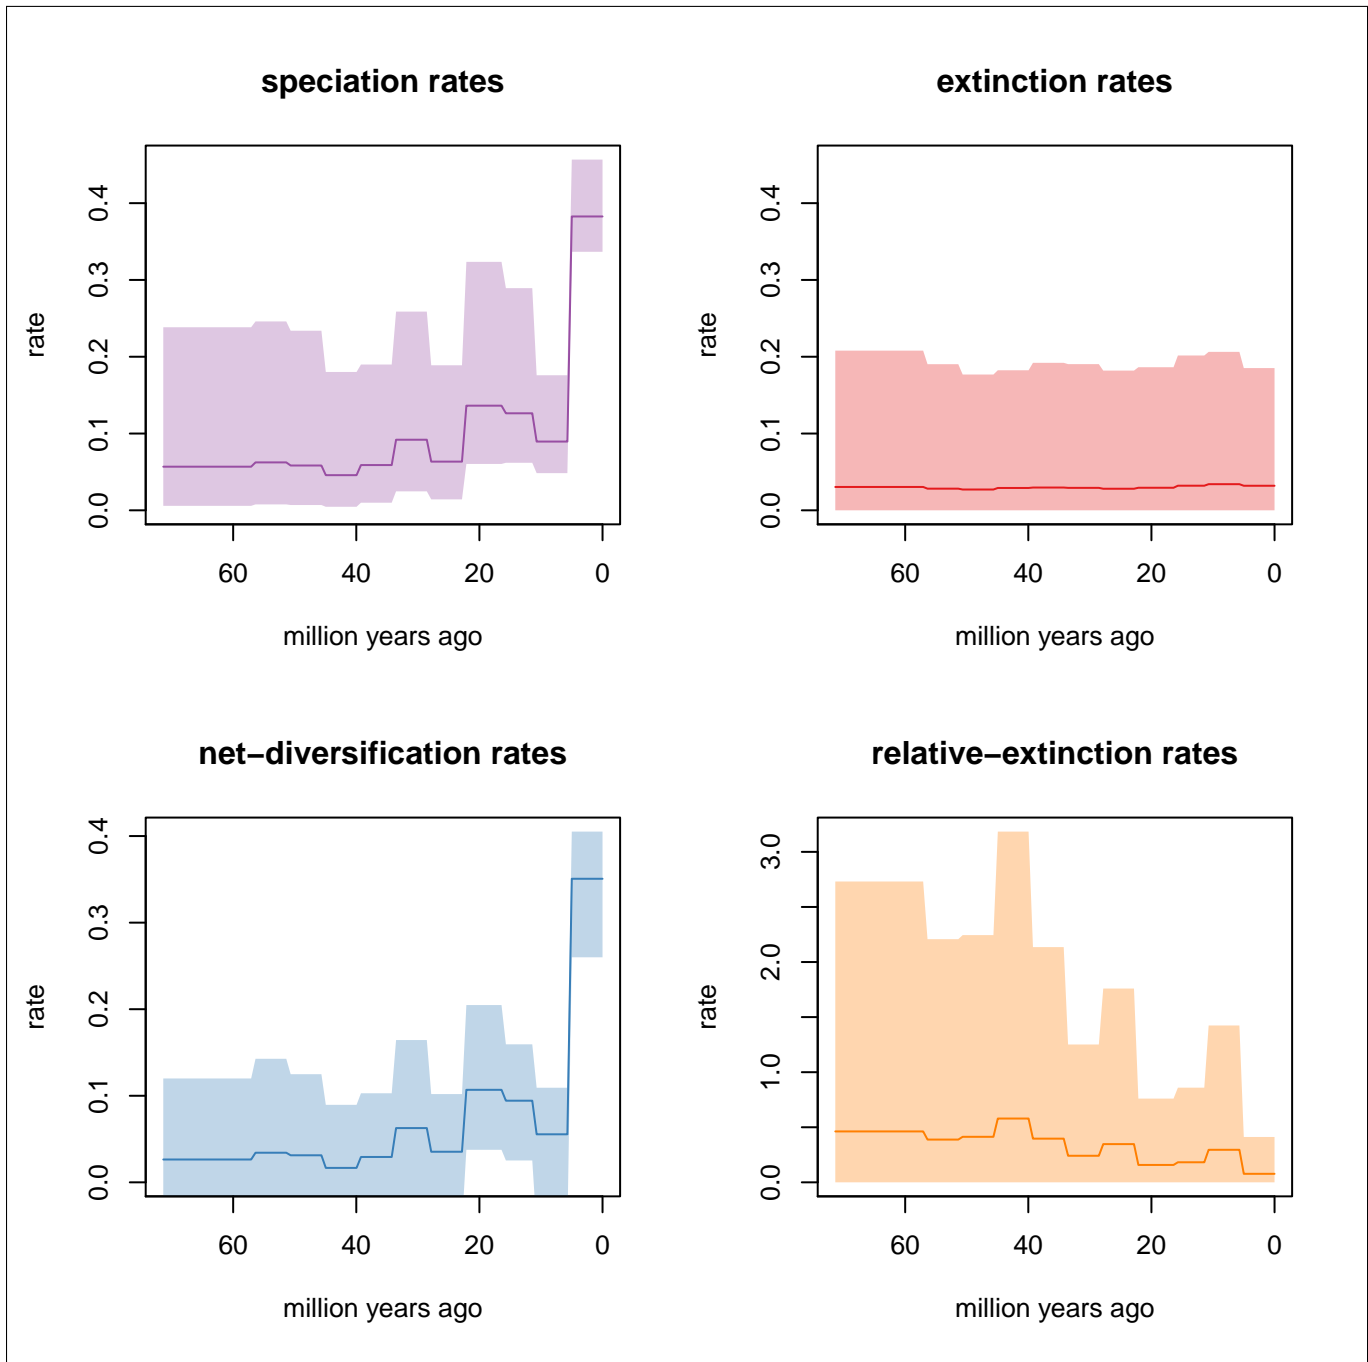 speciation rates
rate
0.0 0.1 0.2 0.3 0.4
60 40 20 0
million years ago
extinction rates
rate
0.0 0.1 0.2 0.3 0.4
60 40 20 0
million years ago
net−diversification rates
rate
0.0 0.1 0.2 0.3 0.4
60 40 20 0
million years ago
relative−extinction rates
rate
0.0 1.0 2.0 3.0
60 40 20 0
million years ago